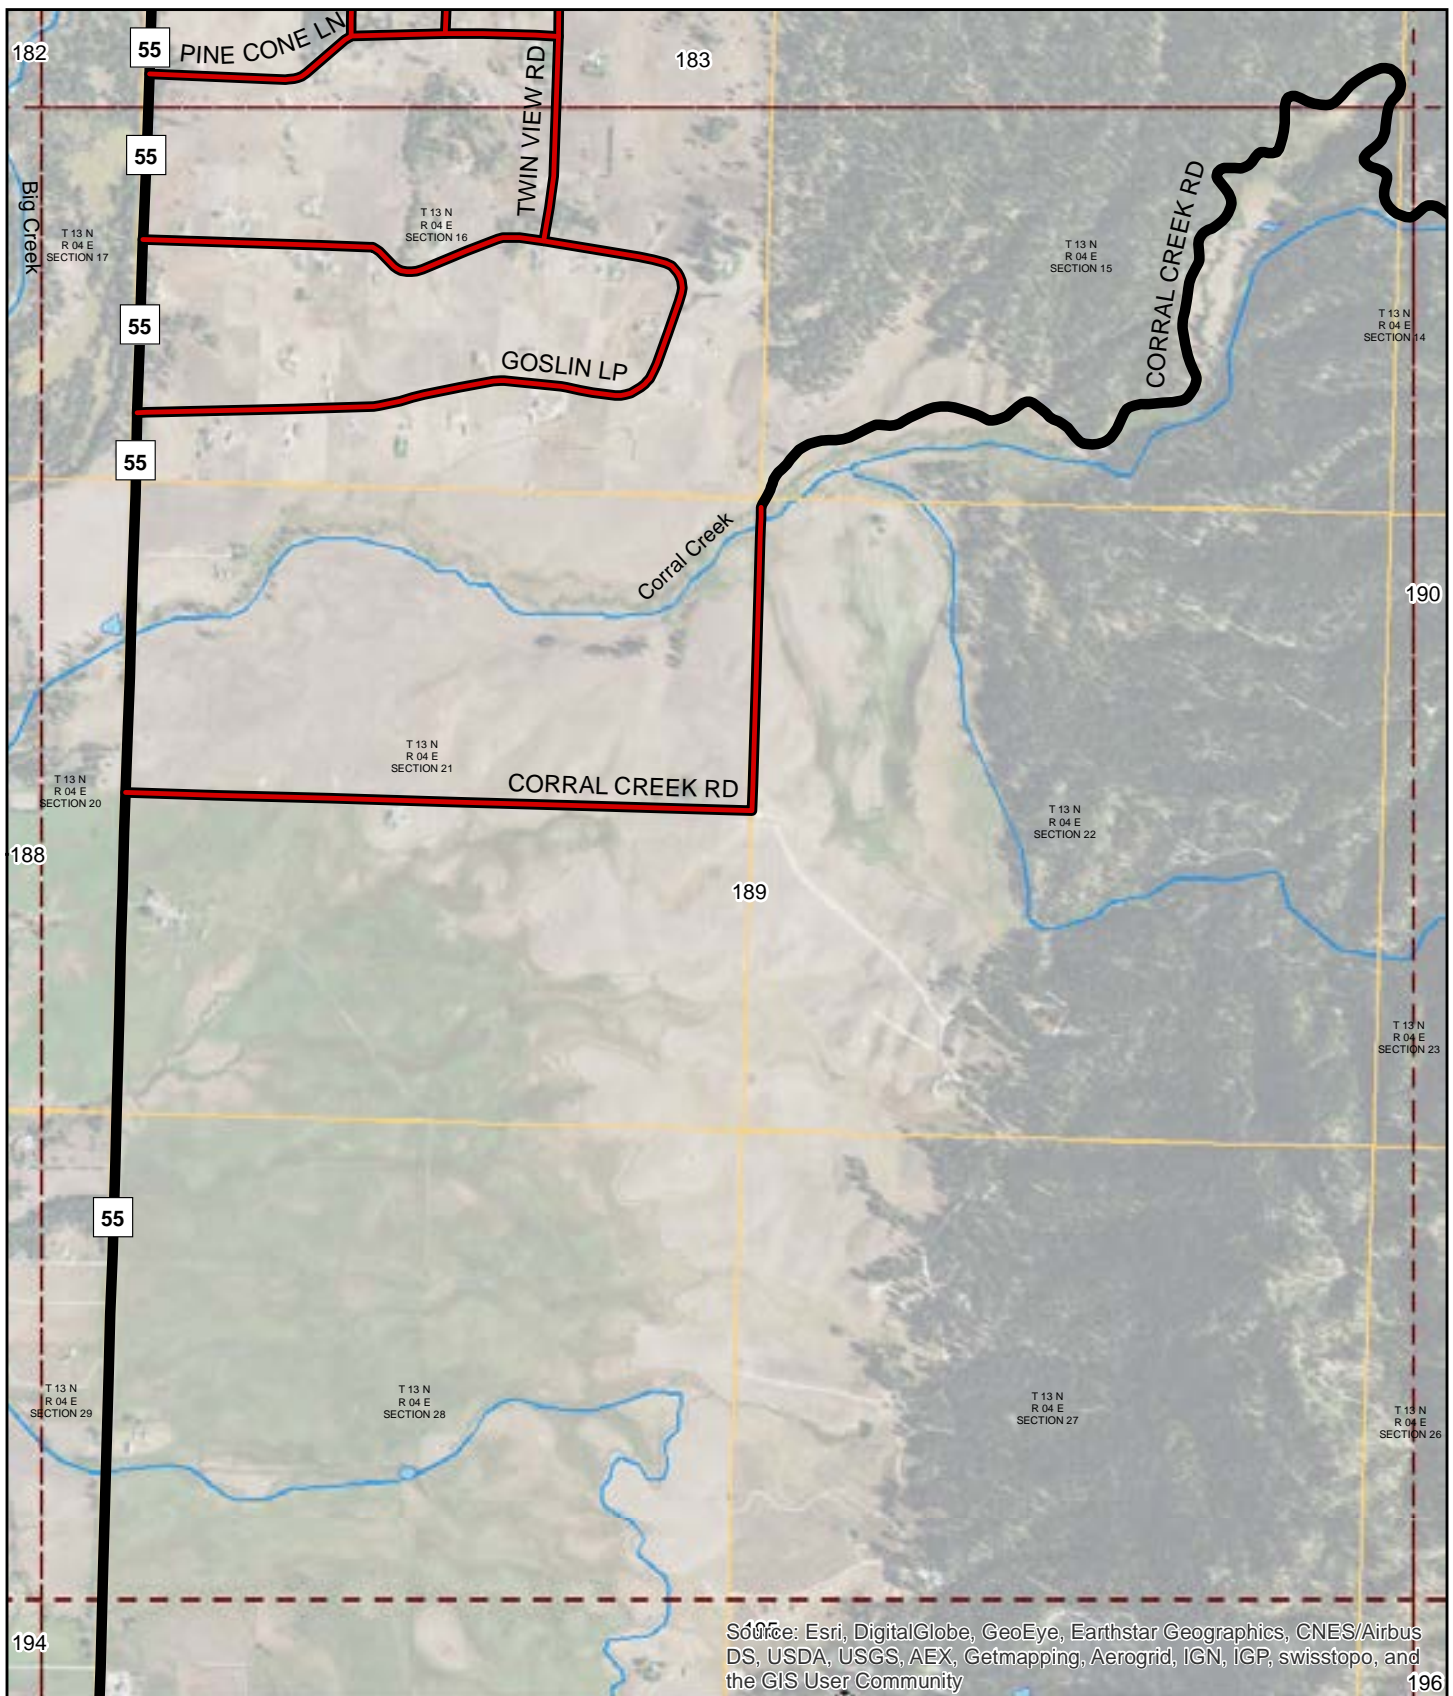 182
55
PINE CONE LN
183
TWIN VIEW RD
55
Big Creek
T 13 N
R 04 E
SECTION 17
T 13 N
R 04 E
SECTION 16
CORRAL CREEK RD
T 13 N
R 04 E
SECTION 15
T 13 N
R 04 E
SECTION 14
55
GOSLIN LP
55
Corral Creek
190
T 13 N
R 04 E
SECTION 21
CORRAL CREEK RD
T 13 N
R 04 E
SECTION 20
T 13 N
R 04 E
SECTION 22
188
189
T 13 N
R 04 E
SECTION 23
55
T 13 N
R 04 E
SECTION 29
T 13 N
R 04 E
SECTION 28
T 13 N
R 04 E
SECTION 27
T 13 N
R 04 E
SECTION 26
194
Source: Esri, DigitalGlobe, GeoEye, Earthstar Geographics, CNES/Airbus
DS, USDA, USGS, AEX, Getmapping, Aerogrid, IGN, IGP, swisstopo, and
the GIS User Community
196